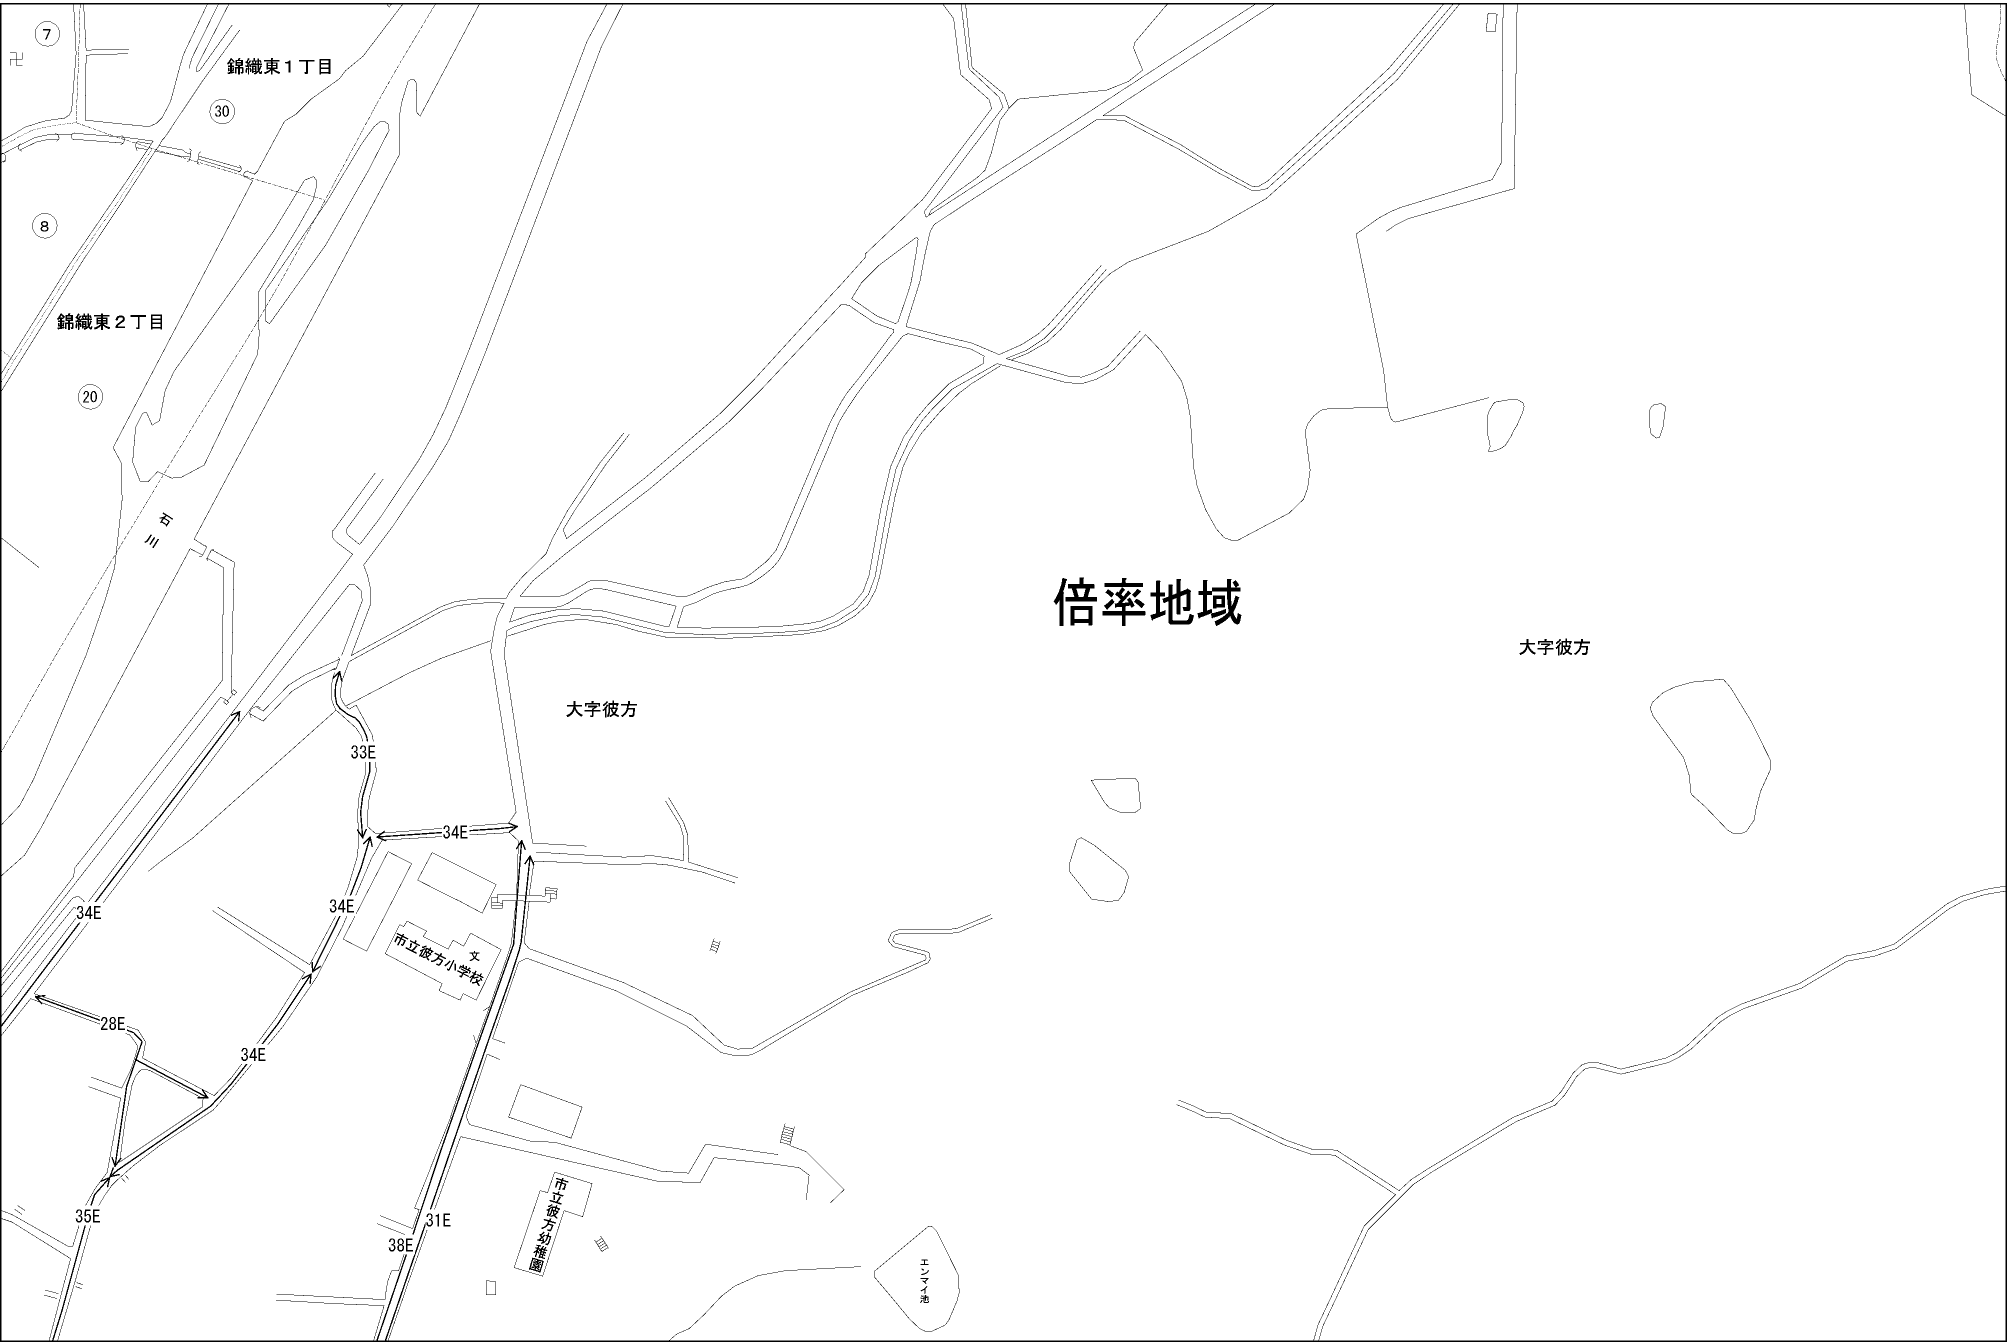 7
卍
錦織東1丁目
30
8
錦織東2丁目
20
石川
倍率地域
大字彼方
大字彼方
33E
34E
34E
34E
市立彼方小学校
文
28E
34E
35E
31E
38E
市立彼方幼稚園
エンマイ池